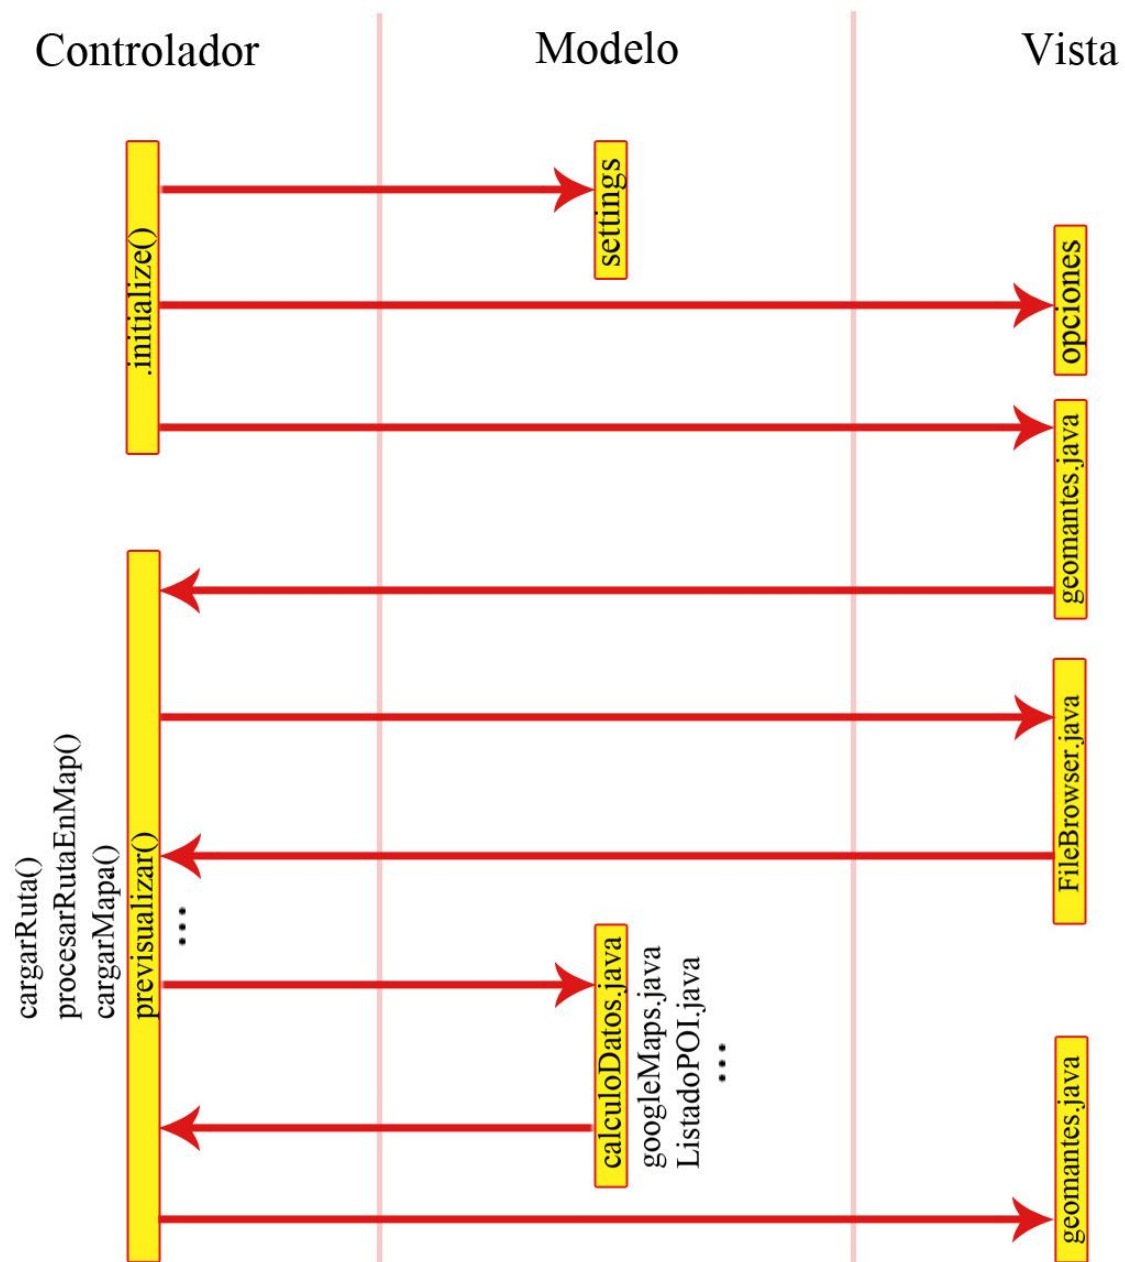 Controlador
Modelo
Vista
.initialize()
settings
opciones
geomantes.java
cargarRuta()
procesarRutaEnMap()
cargarMapa()
previsualizar()
...
FileBrowser.java
calculoDatos.java
googleMaps.java
ListadoPOI.java
...
geomantes.java